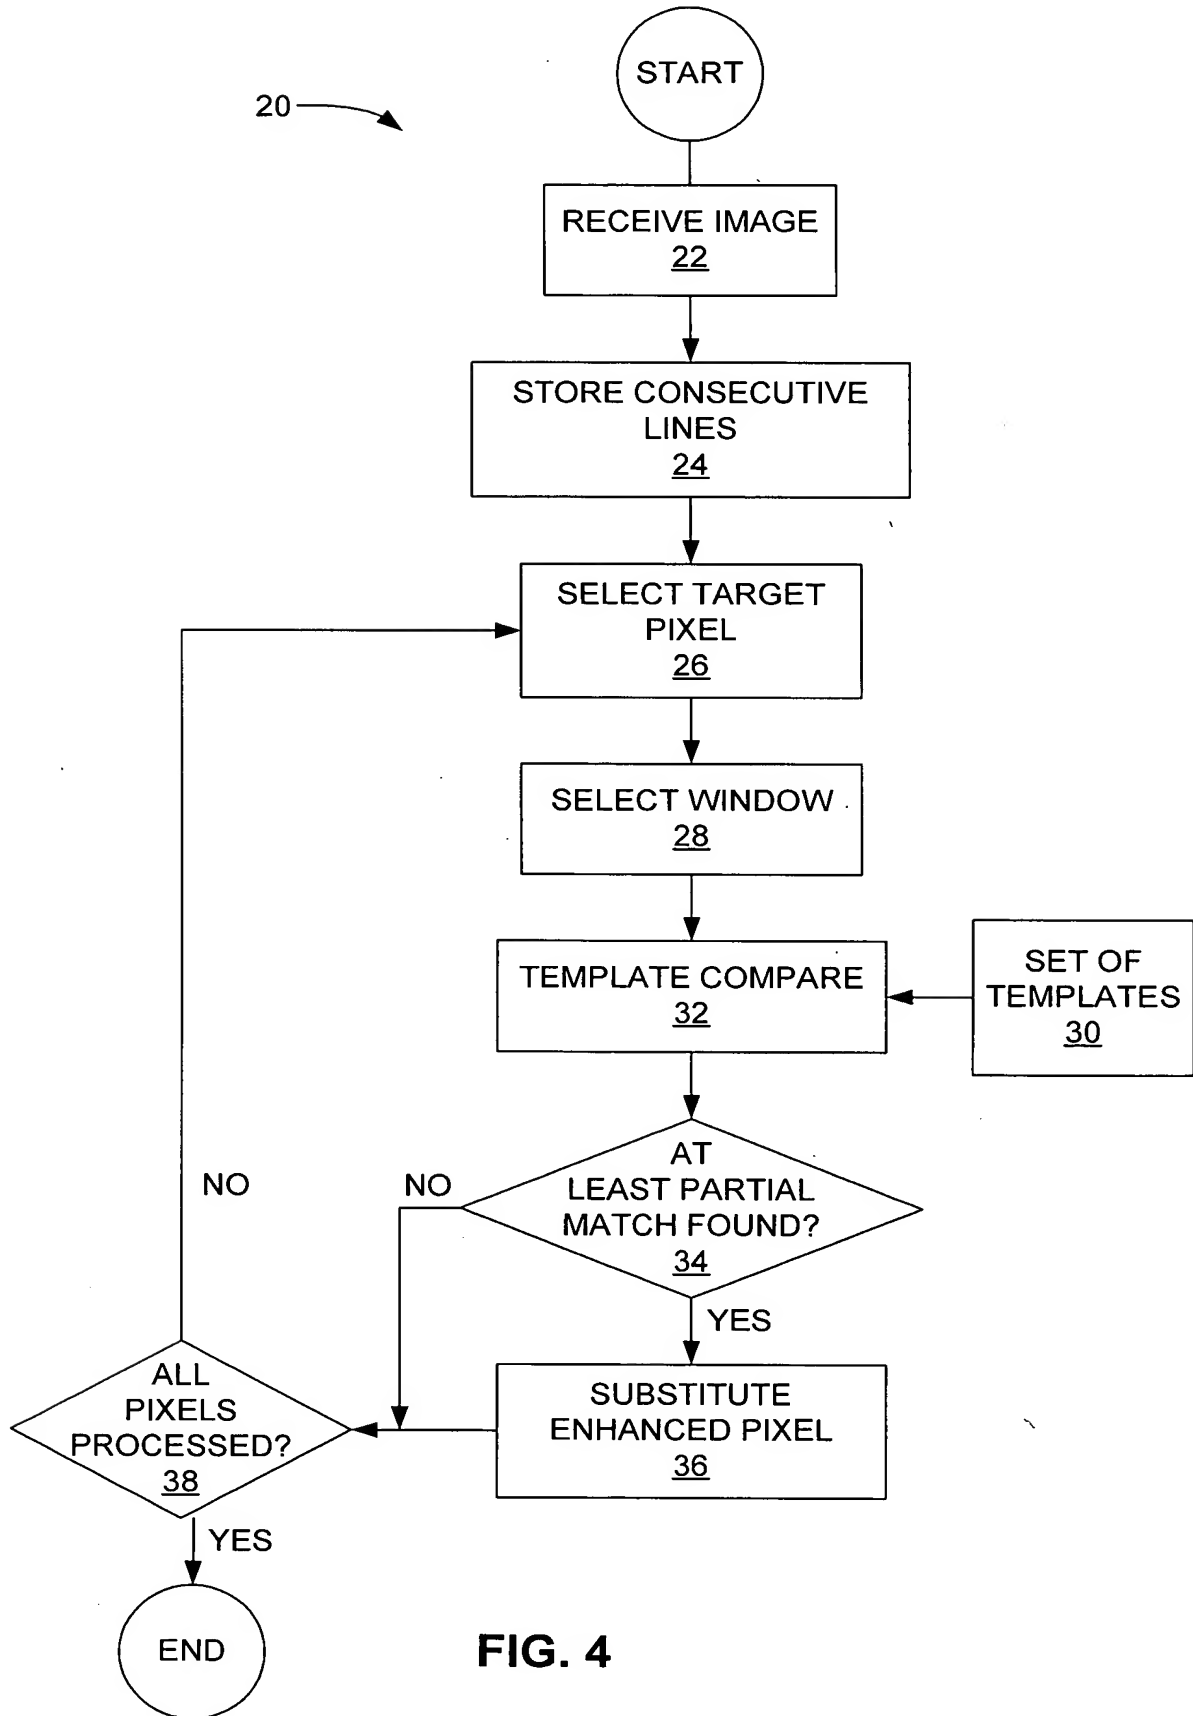 START
20
RECEIVE IMAGE
22
STORE CONSECUTIVE
LINES
24
SELECT TARGET
PIXEL
26
SELECT WINDOW
28
TEMPLATE COMPARE
32
SET OF
TEMPLATES
30
AT
LEAST PARTIAL
MATCH FOUND?
34
NO
NO
YES
SUBSTITUTE
ENHANCED PIXEL
36
ALL
PIXELS
PROCESSED?
38
YES
END
FIG. 4